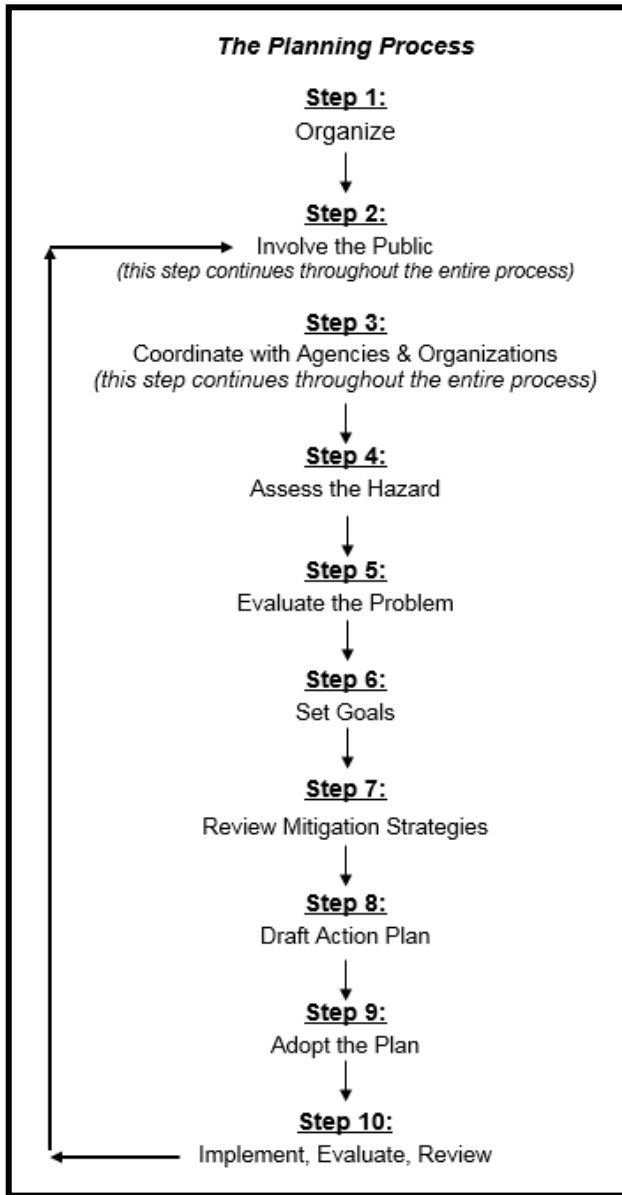 The Planning Process
Step 1:
Organize
Step 2:
Involve the Public
(this step continues throughout the entire process)
Step 3:
Coordinate with Agencies & Organizations
(this step continues throughout the entire process)
Step 4:
Assess the Hazard
Step 5:
Evaluate the Problem
Step 6:
Set Goals
Step 7:
Review Mitigation Strategies
Step 8:
Draft Action Plan
Step 9:
Adopt the Plan
Step 10:
Implement, Evaluate, Review